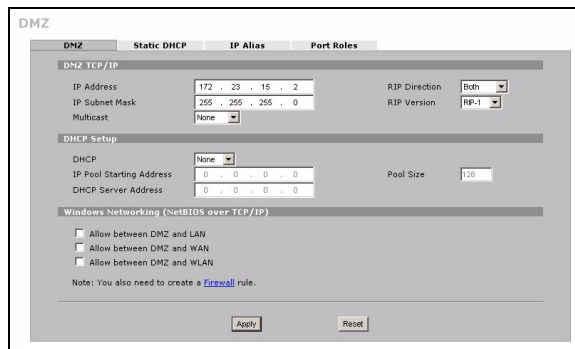 DMZ
DMZ Static DHCP IP Alias Port Roles
DMZ TCP/IP
IP Address 172 . 23 . 15 . 2 RIP Direction Both
IP Subnet Mask 255 . 255 . 255 . 0 RIP Version RIP-1
Multicast None
DHCP Setup
DHCP None
IP Pool Starting Address 0 . 0 . 0 . 0 Pool Size 128
DHCP Server Address 0 . 0 . 0 . 0
Windows Networking (NetBIOS over TCP/IP)
Allow between DMZ and LAN
Allow between DMZ and WAN
Allow between DMZ and WLAN
Note: You also need to create a Firewall rule.
Apply Reset